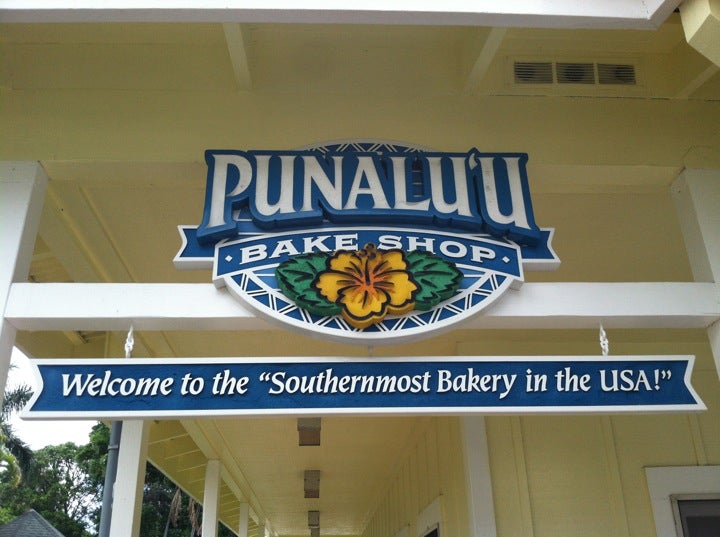 PUNALU'U
· BAKE SHOP ·
Welcome to the "Southernmost Bakery in the USA!"